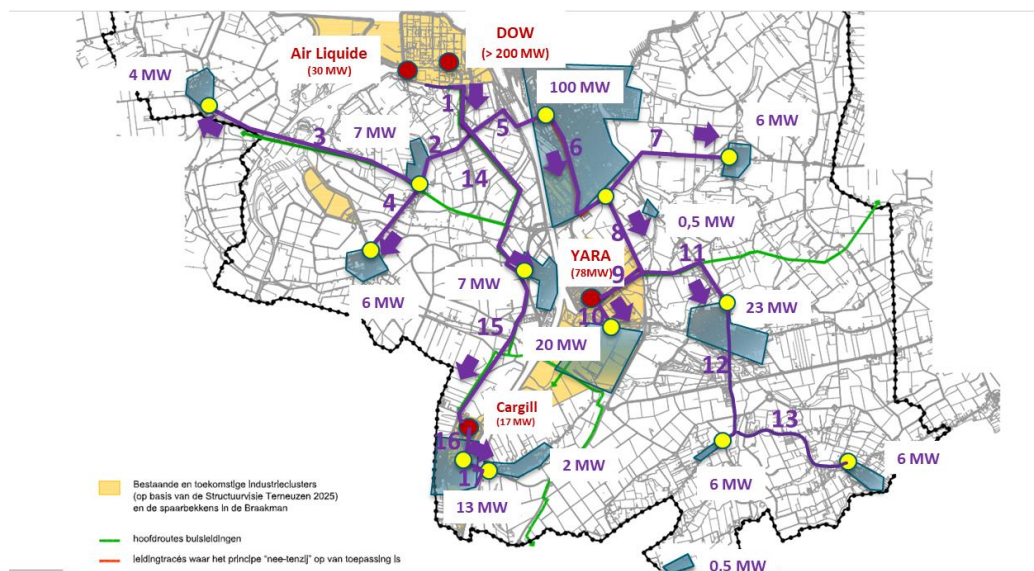 DOW
(> 200 MW)
Air Liquide
(30 MW)
4 MW
100 MW
1
5
6 MW
7 MW
2
3
6
7
14
4
8
0,5 MW
11
YARA
(78MW)
9
7 MW
6 MW
10
23 MW
15
20 MW
12
Cargill
(17 MW)
13
16
2 MW
6 MW
6 MW
1
13 MW
0,5 MW
Bestaande en toekomstige Industrieclusters
(op basis van de Structuurvisie Terneuzen 2025)
en de spaarbekkens in de Braakman
hoofdroutes buisleidingen
leidingtracés waar het principe "nee-tenzij" op van toepassing is